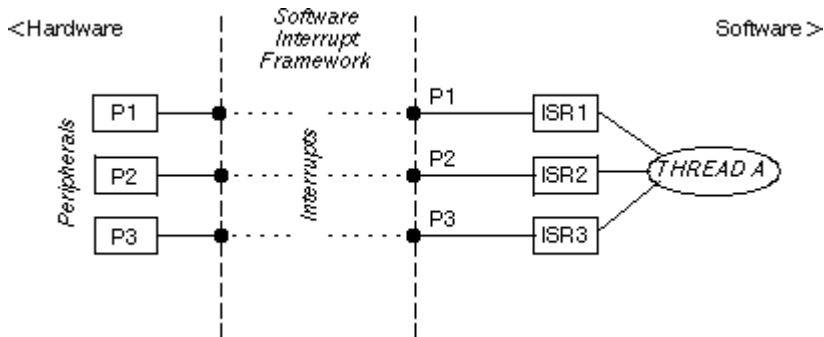 <Hardware
Software
Interrupt
Framework
Software >
Peripherals
P1
P2
P3
Interrupts
P1
P2
P3
ISR1
ISR2
ISR3
THREAD A